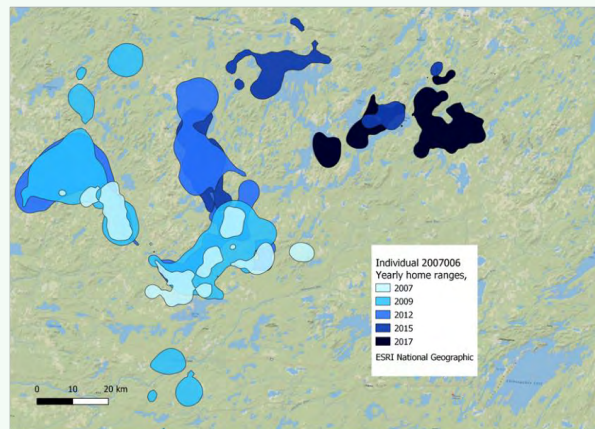 Individual 2007006
Yearly home ranges,
2007
2009
2012
2015
2017
ESRI National Geographic
0 10 20 km